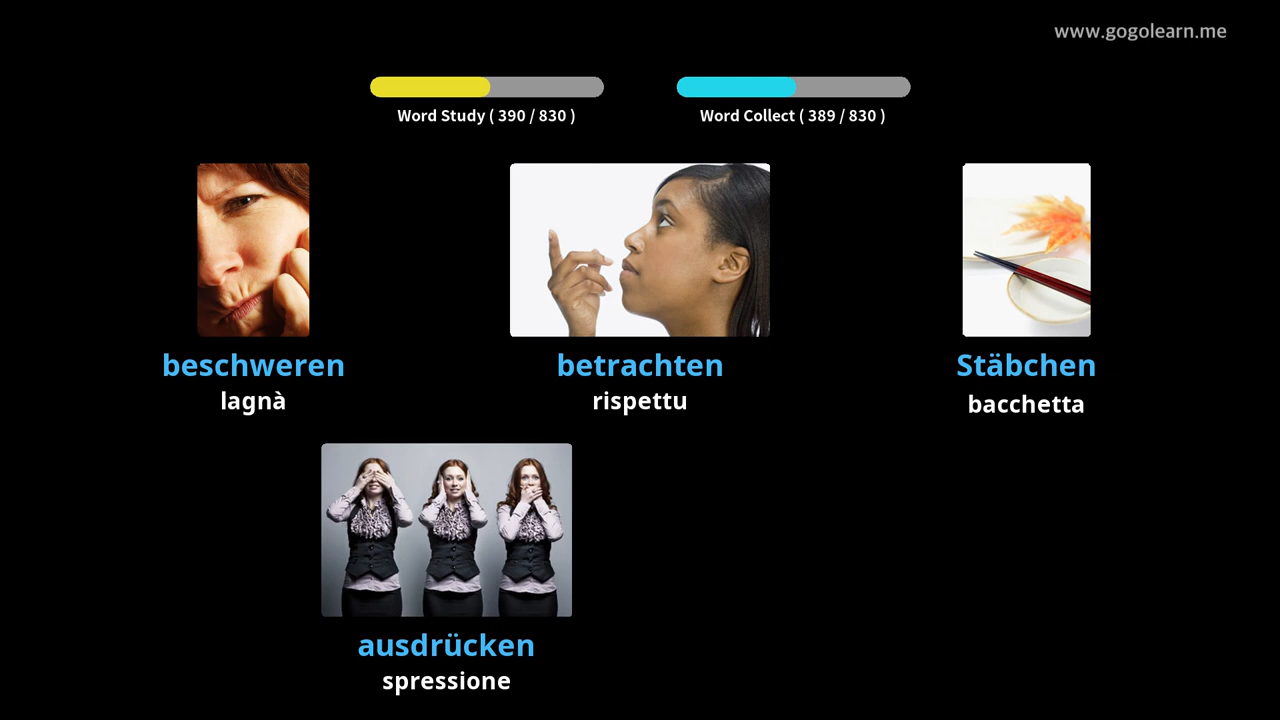 www.gogolearn.me
Word Study ( 390 / 830 )
Word Collect ( 389 / 830 )
beschweren
lagnà
betrachten
rispettu
Stäbchen
bacchetta
ausdrücken
spressione